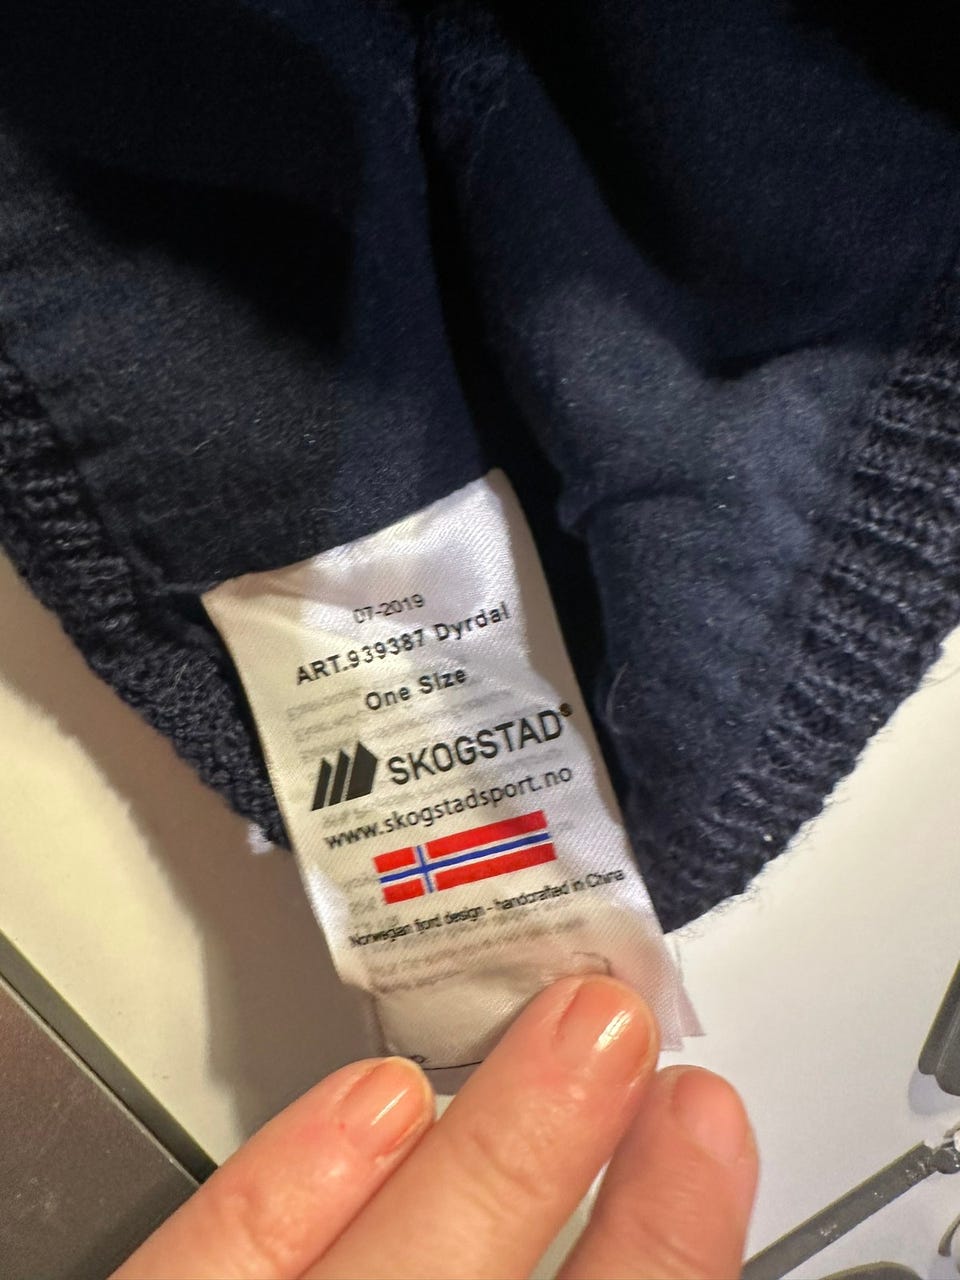 07-2019
ART.939387 Dyrdal
One Size
SKOGSTAD®
www.skogstadsport.no
Norwegian fjord design - handcrafted in China